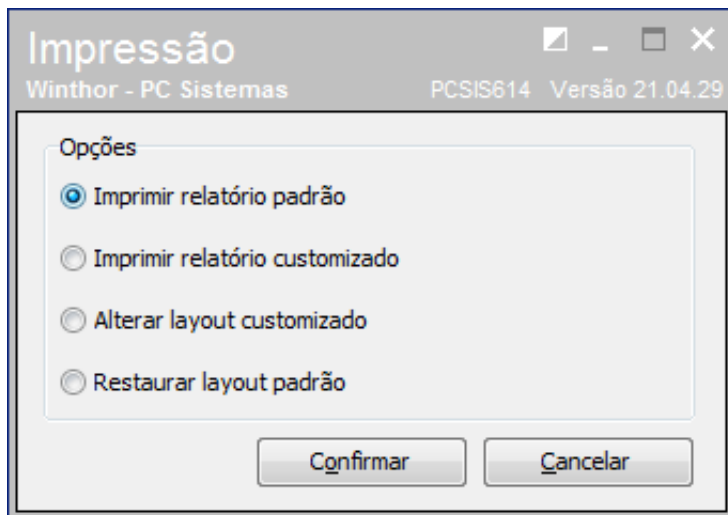 Impressão
Winthor - PC Sistemas
PCSIS614 Versão 21.04.29
Opções
Imprimir relatório padrão
Imprimir relatório customizado
Alterar layout customizado
Restaurar layout padrão
Confirmar
Cancelar